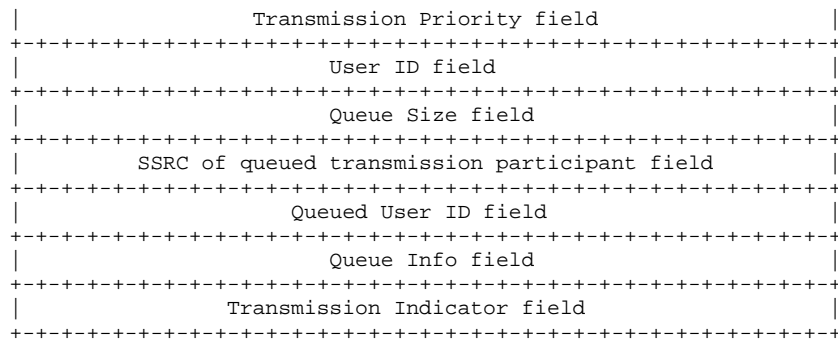 |                   Transmission Priority field                 |
+-+-+-+-+-+-+-+-+-+-+-+-+-+-+-+-+-+-+-+-+-+-+-+-+-+-+-+-+-+-+-+-+
|                         User ID field                         |
+-+-+-+-+-+-+-+-+-+-+-+-+-+-+-+-+-+-+-+-+-+-+-+-+-+-+-+-+-+-+-+-+
|                         Queue Size field                      |
+-+-+-+-+-+-+-+-+-+-+-+-+-+-+-+-+-+-+-+-+-+-+-+-+-+-+-+-+-+-+-+-+
|          SSRC of queued transmission participant field        |
+-+-+-+-+-+-+-+-+-+-+-+-+-+-+-+-+-+-+-+-+-+-+-+-+-+-+-+-+-+-+-+-+
|                      Queued User ID field                     |
+-+-+-+-+-+-+-+-+-+-+-+-+-+-+-+-+-+-+-+-+-+-+-+-+-+-+-+-+-+-+-+-+
|                         Queue Info field                      |
+-+-+-+-+-+-+-+-+-+-+-+-+-+-+-+-+-+-+-+-+-+-+-+-+-+-+-+-+-+-+-+-+
|                 Transmission Indicator field                  |
+-+-+-+-+-+-+-+-+-+-+-+-+-+-+-+-+-+-+-+-+-+-+-+-+-+-+-+-+-+-+-+-+